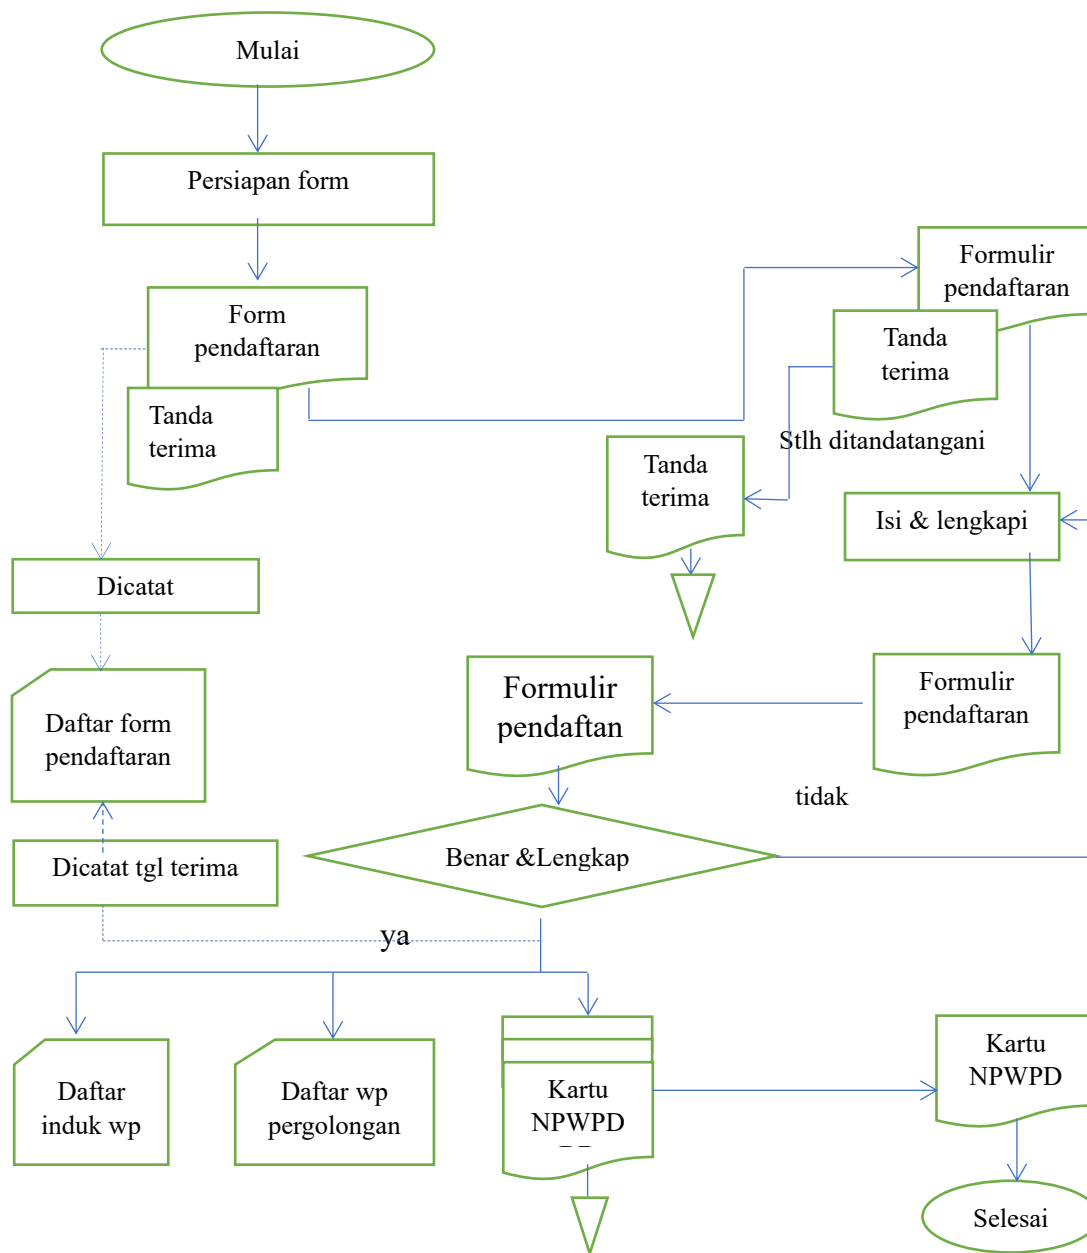 Mulai
Persiapan form
Formulir
pendaftaran
Form
pendaftaran
Tanda
terima
Tanda
terima
Stlh ditandatangani
Tanda
terima
Isi & lengkapi
Dicatat
Formulir
pendaftan
Formulir
pendaftaran
Daftar form
pendaftaran
tidak
Benar &Lengkap
Dicatat tgl terima
ya
Kartu
NPWPD
Daftar
induk wp
Daftar wp
pergolongan
Kartu
NPWPD
Selesai